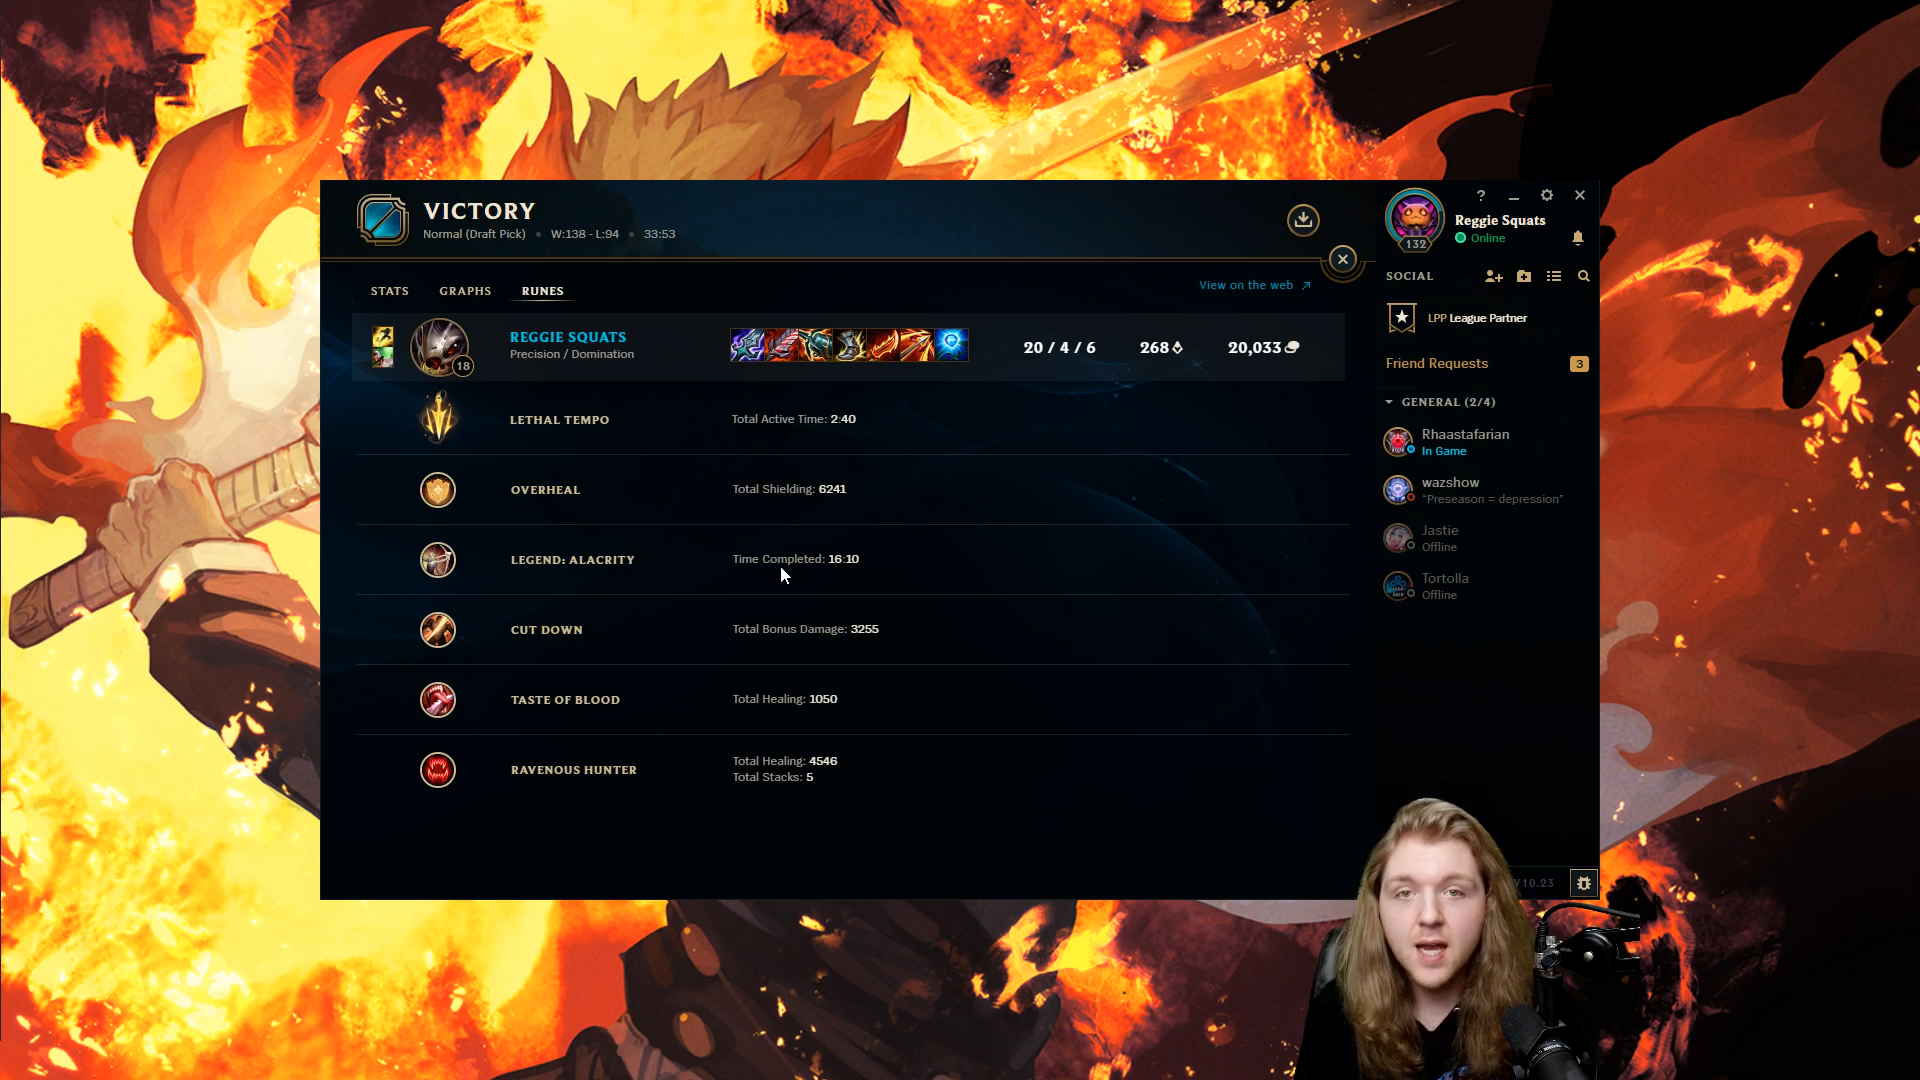 VICTORY
Normal (Draft Pick) • W:138 - L:94 • 33:53
STATS GRAPHS RUNES
View on the web
18
REGGIE SQUATS
Precision / Domination
20 / 4 / 6
268
20,033
LETHAL TEMPO
Total Active Time: 2:40
OVERHEAL
Total Shielding: 6241
LEGEND: ALACRITY
Time Completed: 16:10
CUT DOWN
Total Bonus Damage: 3255
TASTE OF BLOOD
Total Healing: 1050
RAVENOUS HUNTER
Total Healing: 4546
Total Stacks: 5
?
132
Reggie Squats
Online
SOCIAL
LPP League Partner
Friend Requests 3
GENERAL (2/4)
Rhaastafarian
In Game
wazshow
“Preseason = depression”
Jastie
Offline
Tortolla
Offline
V10.23